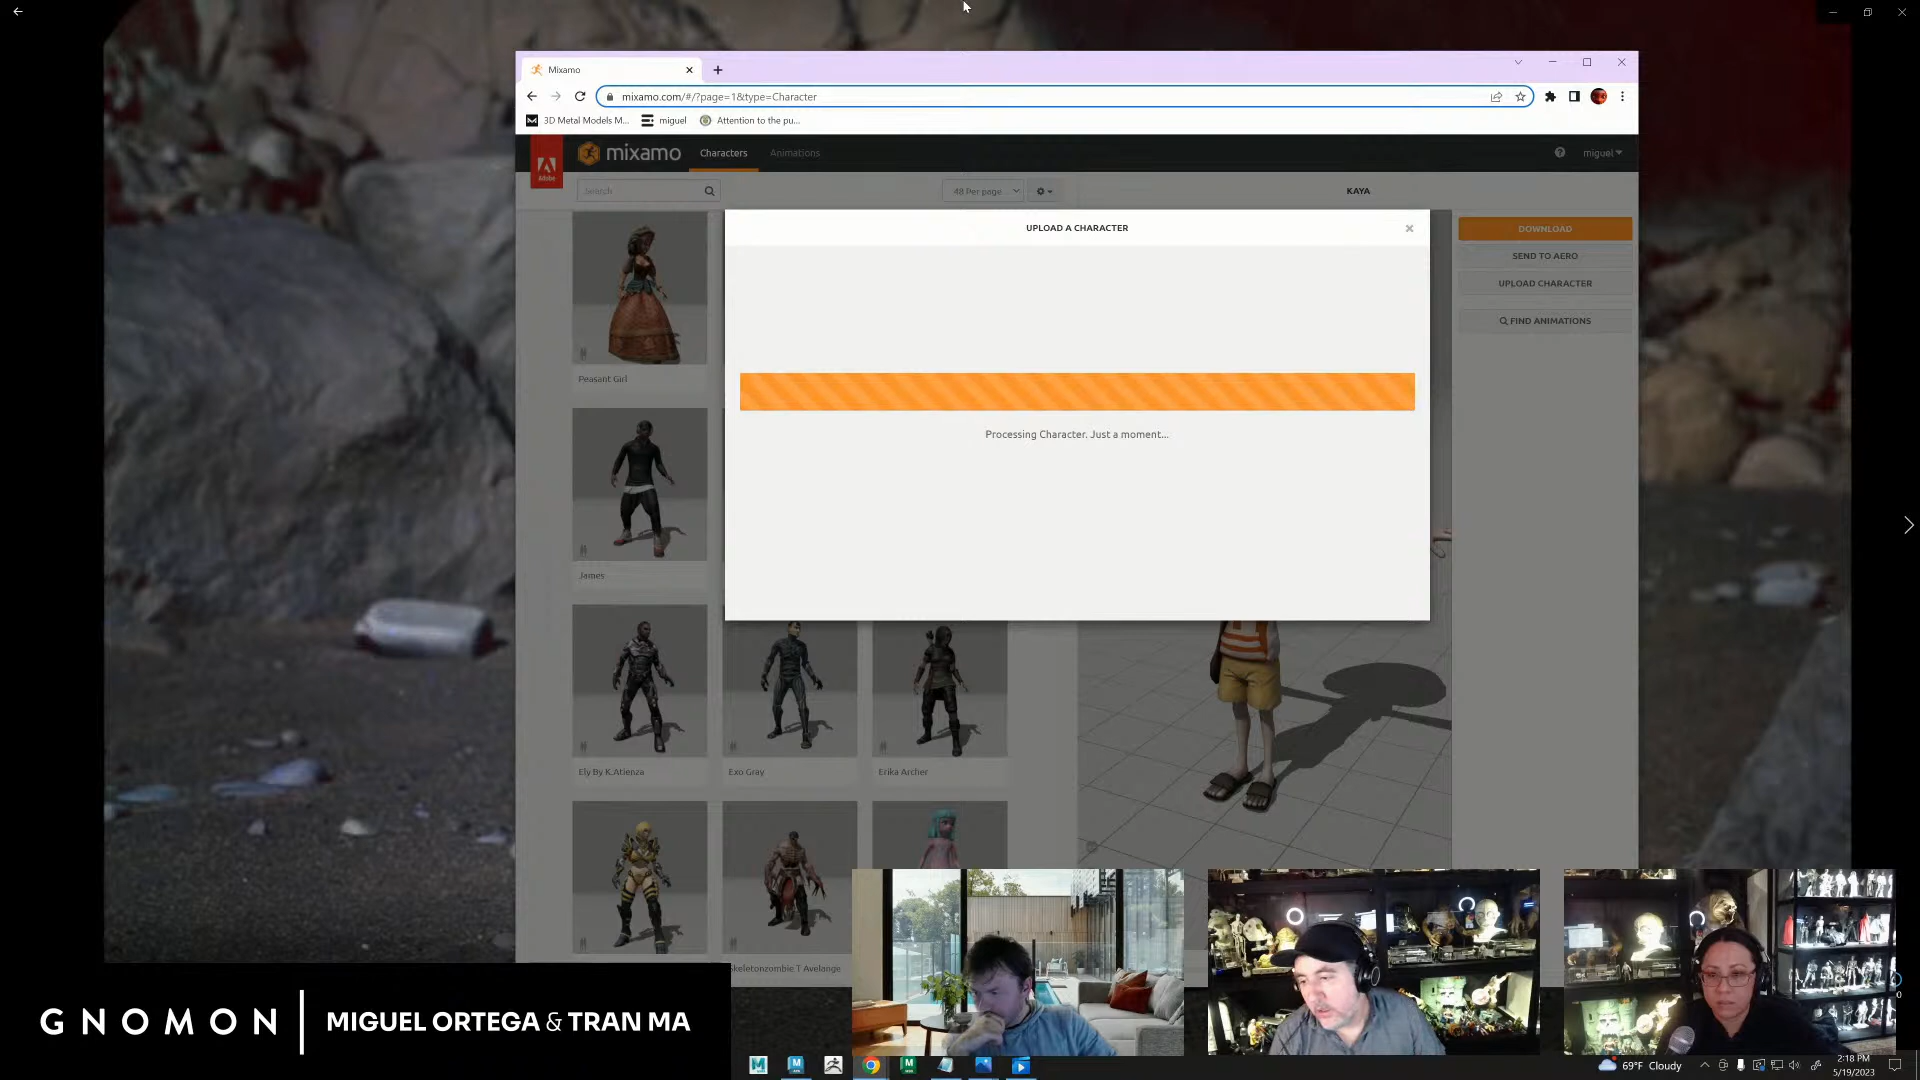 Mixamo
mixamo.com/#/?page=1&type=Character
3D Metal Models M... miguel Attention to the pu...
Adobe
mixamo Characters Animations miguel
Search 48 Per page KAYA
UPLOAD A CHARACTER
DOWNLOAD
SEND TO AERO
UPLOAD CHARACTER
FIND ANIMATIONS
Peasant Girl
Processing Character. Just a moment...
James
Ely By K.Atienza Exo Gray Erika Archer
Skeletonzombie T Avelange
GNOMON MIGUEL ORTEGA & TRAN MA
69°F Cloudy
2:18 PM
5/19/2023